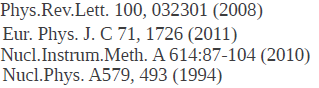 Phys.Rev.Lett. 100, 032301 (2008)
Eur. Phys. J. C 71, 1726 (2011)
Nucl.Instrum.Meth. A 614:87-104 (2010)
Nucl.Phys. A579, 493 (1994)